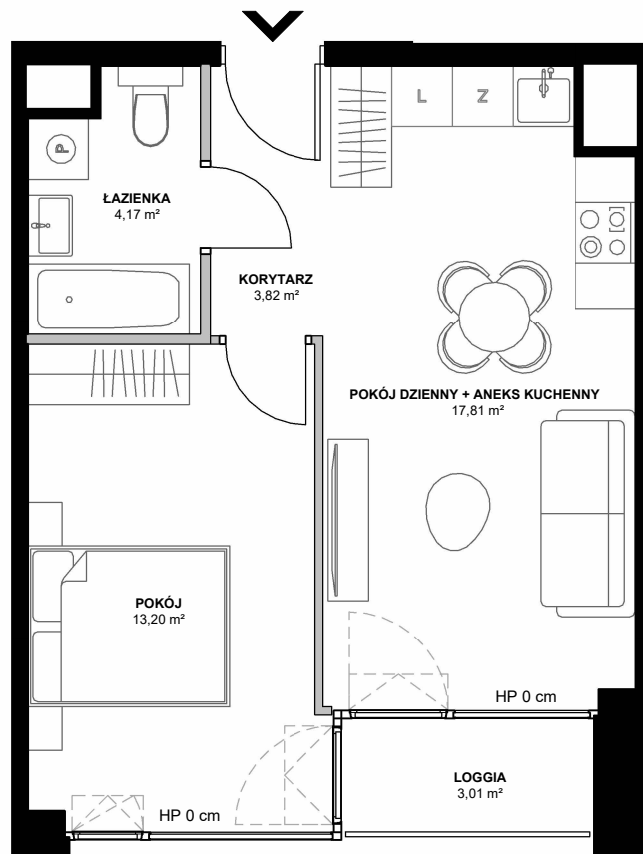 L
Z
P
ŁAZIENKA
4,17 m²
KORYTARZ
3,82 m²
POKÓJ DZIENNY + ANEKS KUCHENNY
17,81 m²
POKÓJ
13,20 m²
HP 0 cm
LOGGIA
3,01 m²
HP 0 cm